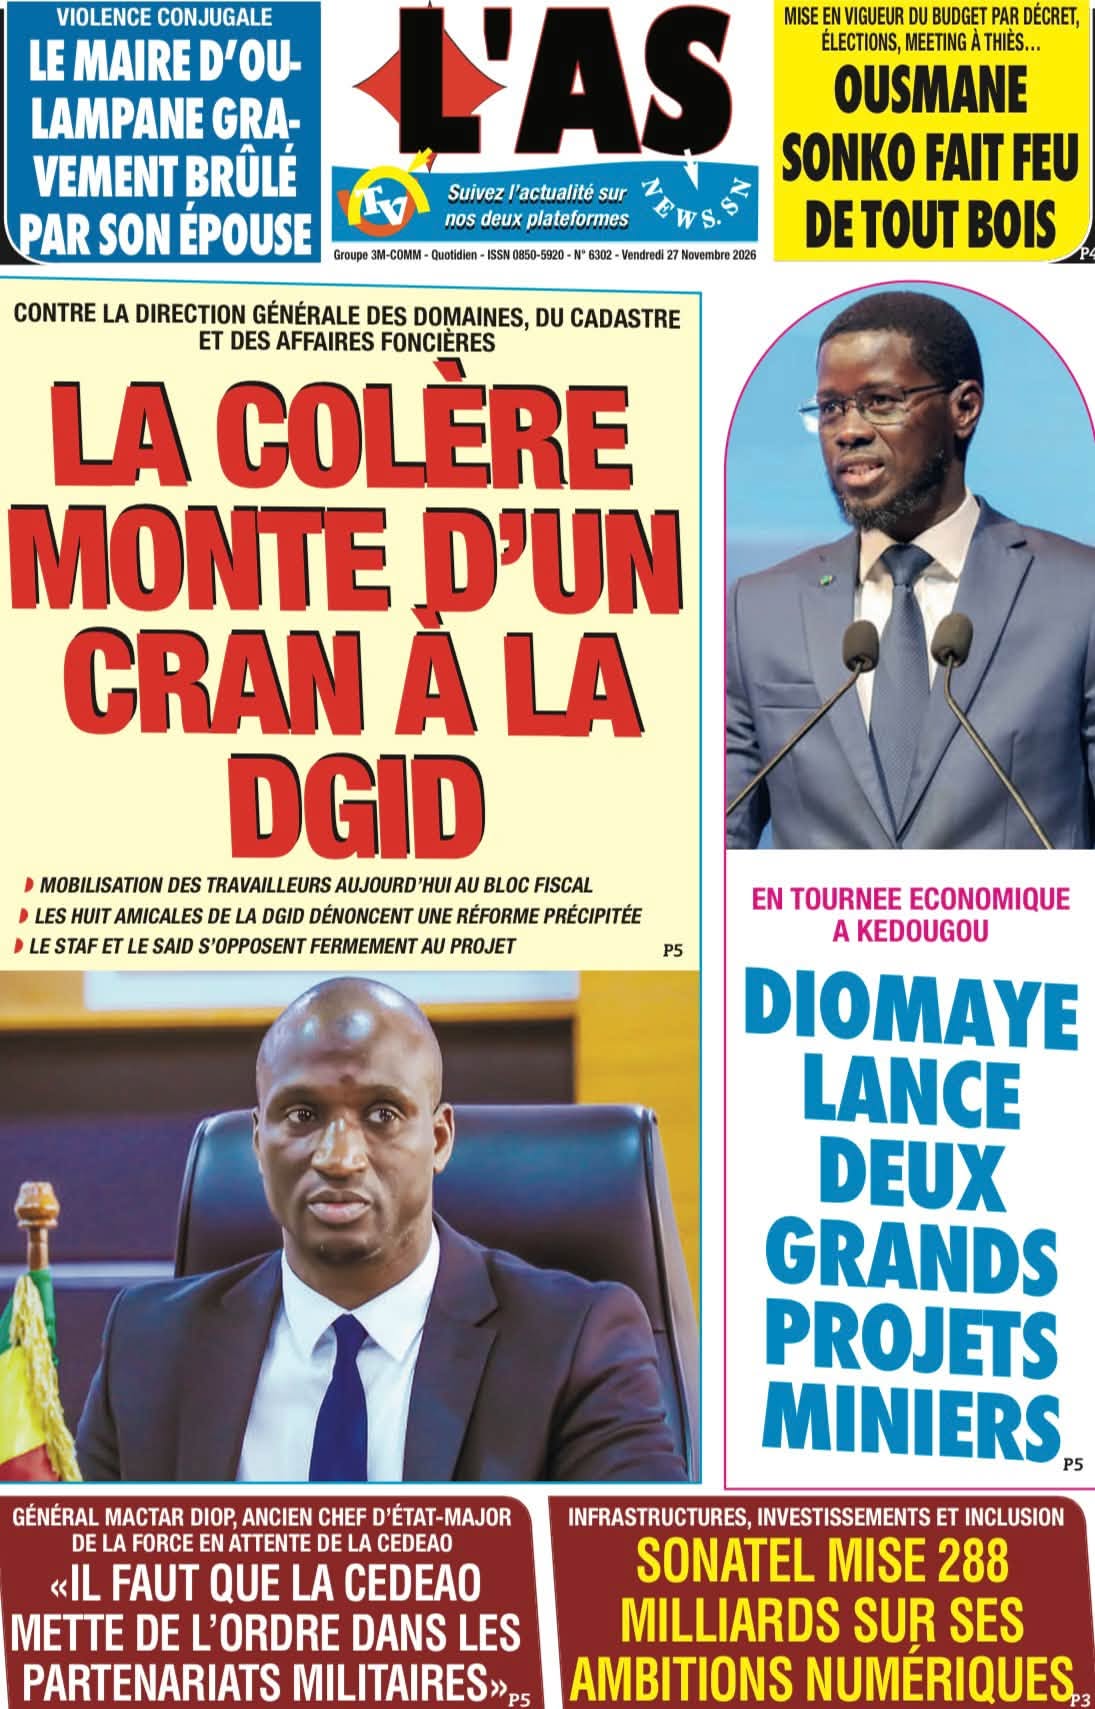 VIOLENCE CONJUGALE
LE MAIRE D'OU-
LAMPANE GRA-
VEMENT BRÛLÉ
PAR SON ÉPOUSE
L'AS
TV
Suivez l'actualité sur
nos deux plateformes
NEWS.SN
Groupe 3M-COMM - Quotidien - ISSN 0850-5920 - N° 6302 - Vendredi 27 Novembre 2026
MISE EN VIGUEUR DU BUDGET PAR DÉCRET,
ÉLECTIONS, MEETING À THIÈS...
OUSMANE
SONKO FAIT FEU
DE TOUT BOIS
P4
CONTRE LA DIRECTION GÉNÉRALE DES DOMAINES, DU CADASTRE
ET DES AFFAIRES FONCIÈRES
LA COLÈRE
MONTE D'UN
CRAN À LA
DGID
MOBILISATION DES TRAVAILLEURS AUJOURD'HUI AU BLOC FISCAL
LES HUIT AMICALES DE LA DGID DÉNONCENT UNE RÉFORME PRÉCIPITÉE
LE STAF ET LE SAID S'OPPOSENT FERMEMENT AU PROJET
P5
EN TOURNEE ECONOMIQUE
A KEDOUGOU
DIOMAYE
LANCE
DEUX
GRANDS
PROJETS
MINIERS
P5
GÉNÉRAL MACTAR DIOP, ANCIEN CHEF D'ÉTAT-MAJOR
DE LA FORCE EN ATTENTE DE LA CEDEAO
«IL FAUT QUE LA CEDEAO
METTE DE L'ORDRE DANS LES
PARTENARIATS MILITAIRES»
P5
INFRASTRUCTURES, INVESTISSEMENTS ET INCLUSION
SONATEL MISE 288
MILLIARDS SUR SES
AMBITIONS NUMÉRIQUES
P3